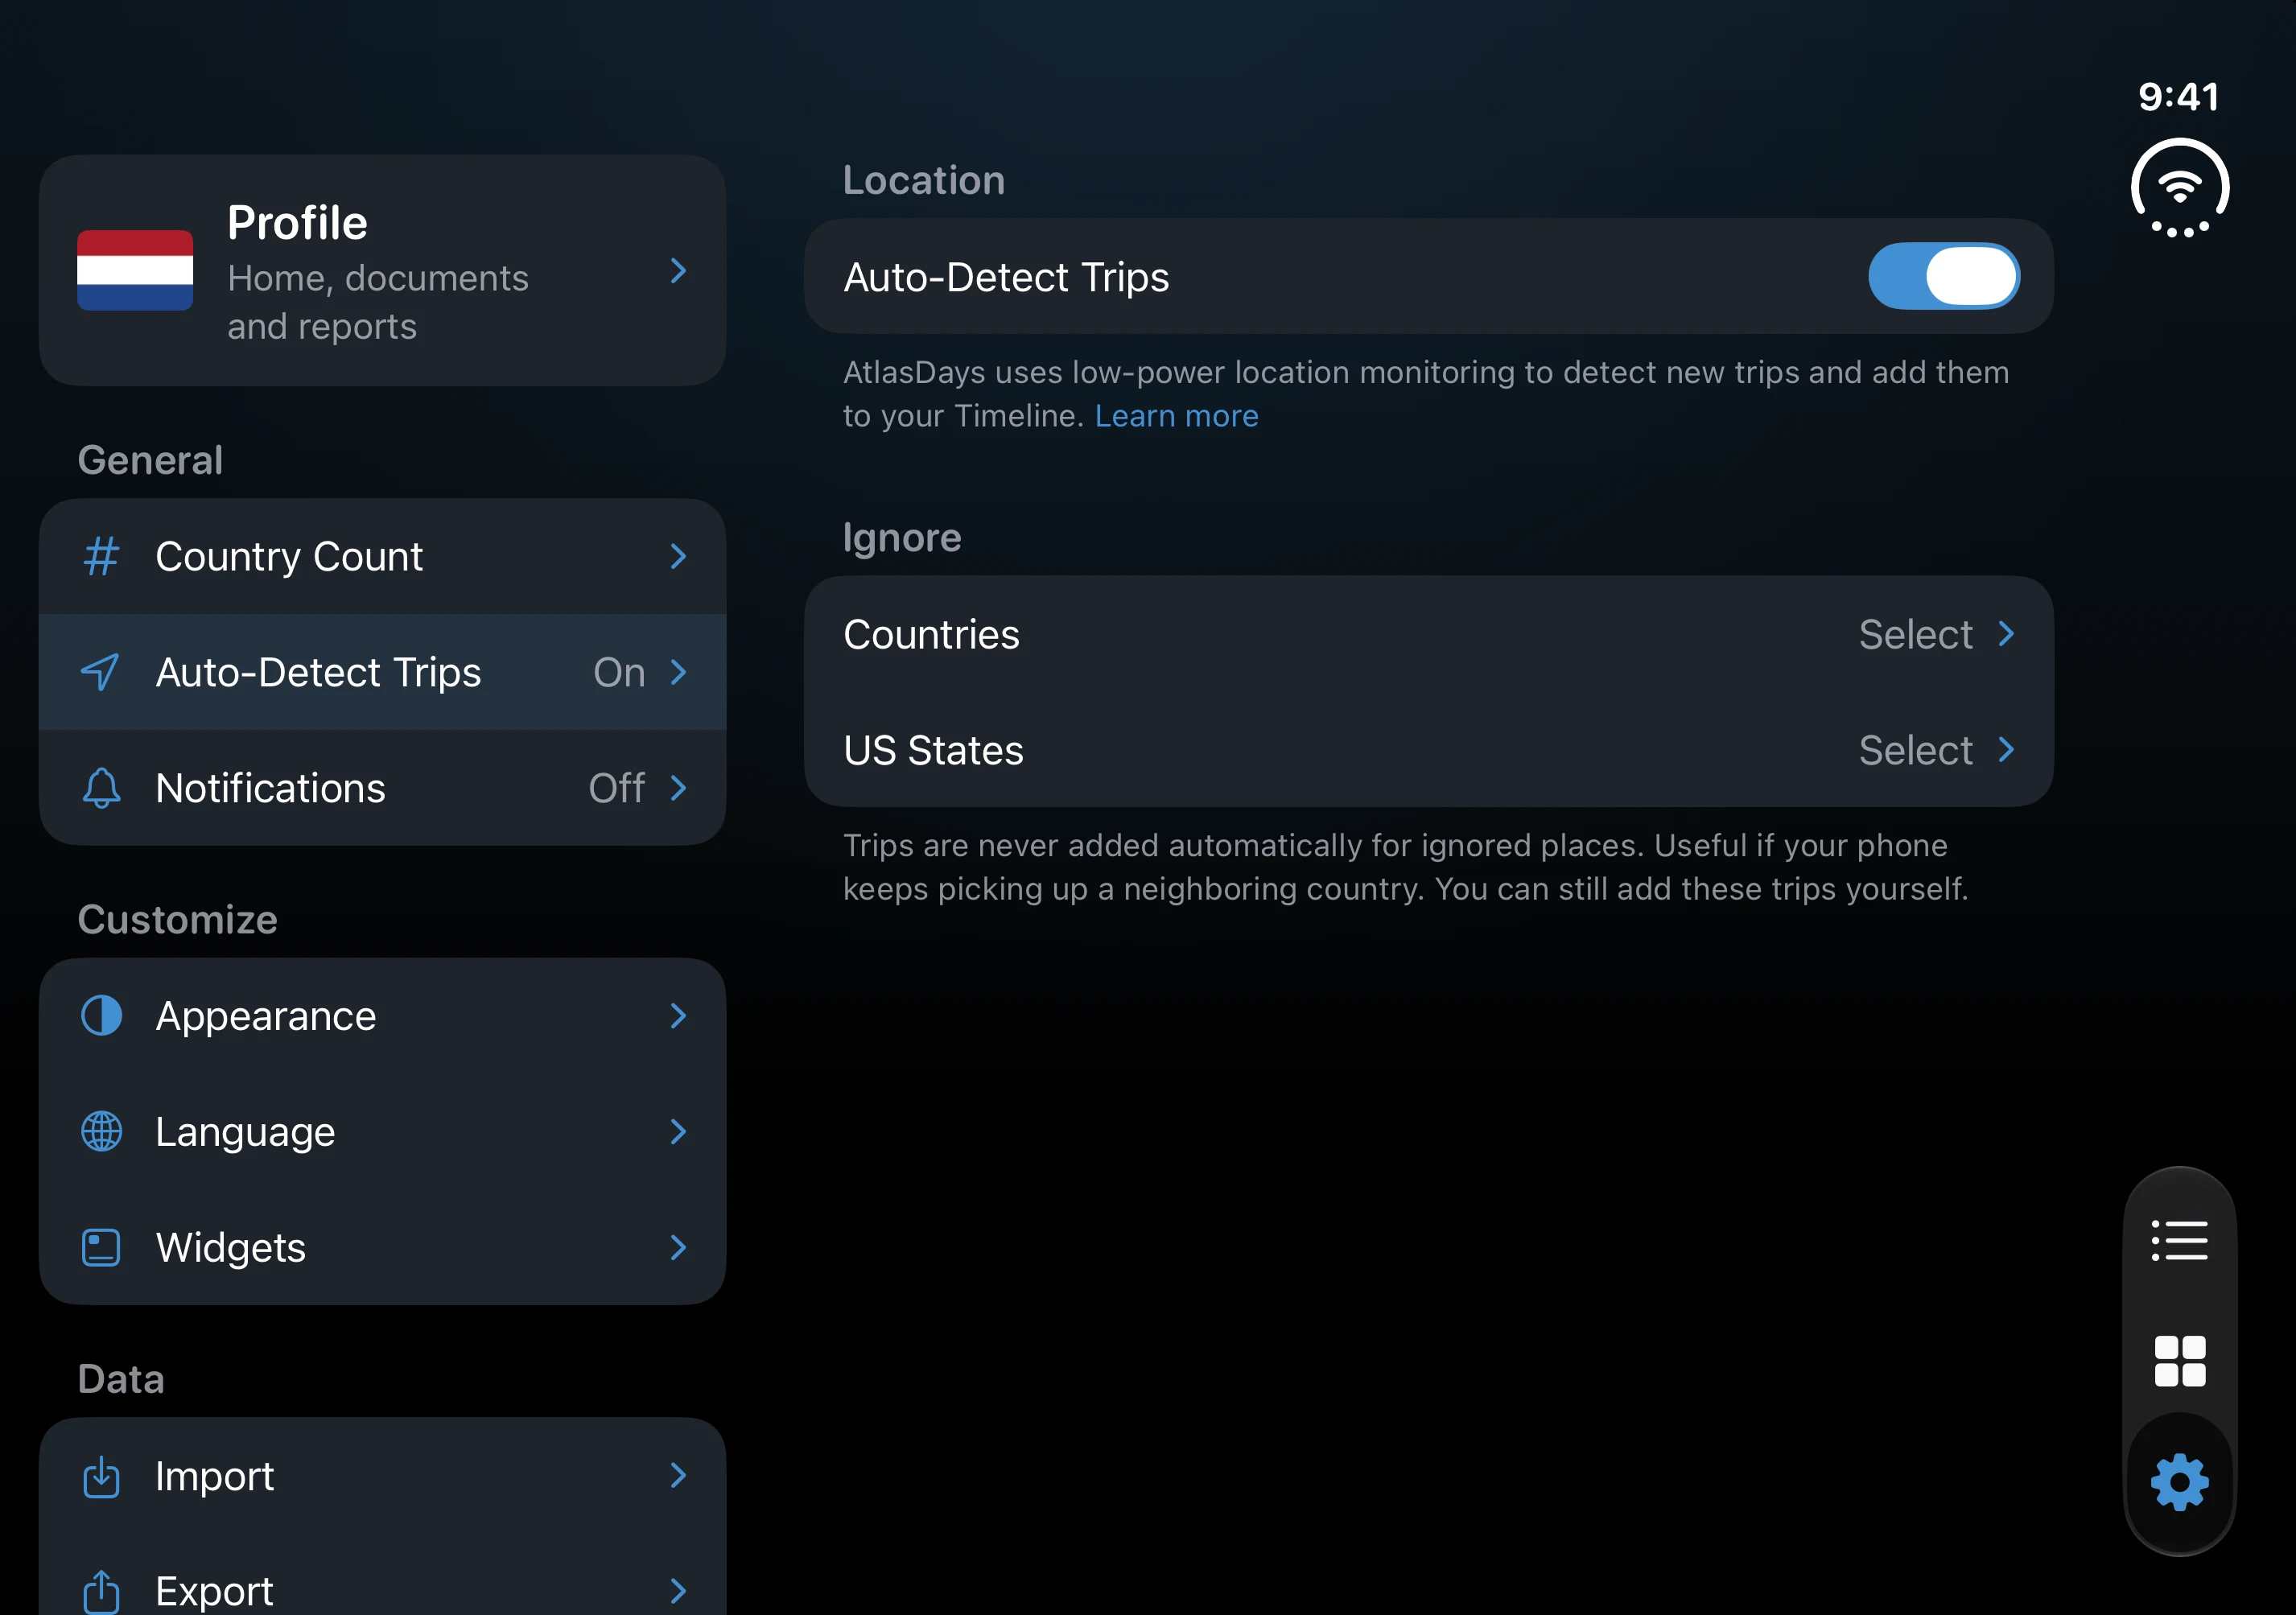 9:41
Profile
Home, documents
and reports
General
# Country Count
Auto-Detect Trips On
Notifications Off
Customize
Appearance
Language
Widgets
Data
Import
Export
Location
Auto-Detect Trips
AtlasDays uses low-power location monitoring to detect new trips and add them
to your Timeline. Learn more
Ignore
Countries Select
US States Select
Trips are never added automatically for ignored places. Useful if your phone
keeps picking up a neighboring country. You can still add these trips yourself.